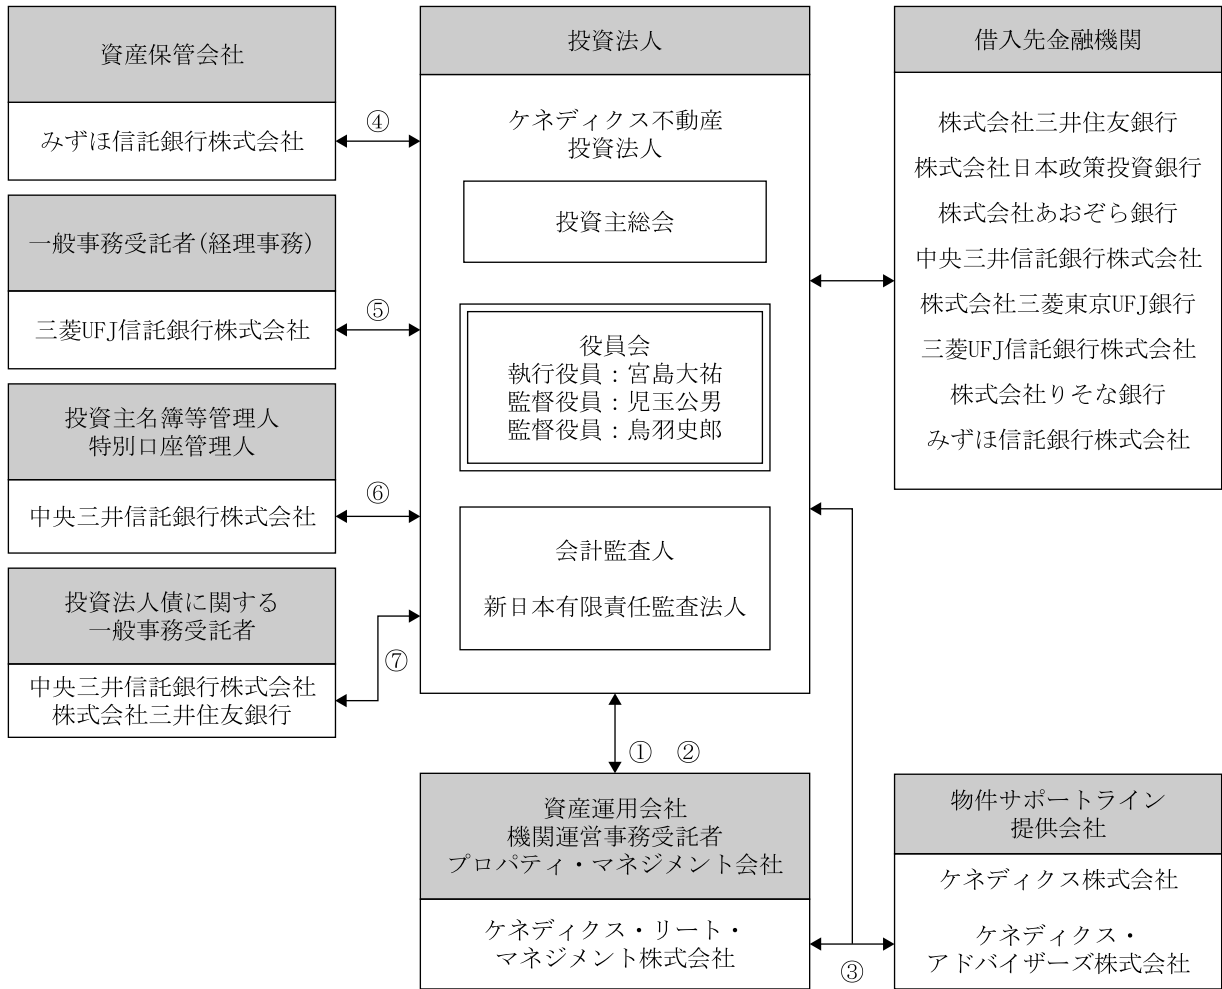 資産保管会社
みずほ信託銀行株式会社
④
一般事務受託者(経理事務)
三菱UFJ信託銀行株式会社
⑤
投資主名簿等管理人
特別口座管理人
中央三井信託銀行株式会社
⑥
投資法人債に関する
一般事務受託者
中央三井信託銀行株式会社
株式会社三井住友銀行
⑦
投資法人
ケネディクス不動産
投資法人
投資主総会
役員会
執行役員：宮島大祐
監督役員：児玉公男
監督役員：鳥羽史郎
会計監査人
新日本有限責任監査法人
① ②
資産運用会社
機関運営事務受託者
プロパティ・マネジメント会社
ケネディクス・リート・
マネジメント株式会社
借入先金融機関
株式会社三井住友銀行
株式会社日本政策投資銀行
株式会社あおぞら銀行
中央三井信託銀行株式会社
株式会社三菱東京UFJ銀行
三菱UFJ信託銀行株式会社
株式会社りそな銀行
みずほ信託銀行株式会社
③
物件サポートライン
提供会社
ケネディクス株式会社
ケネディクス・
アドバイザーズ株式会社